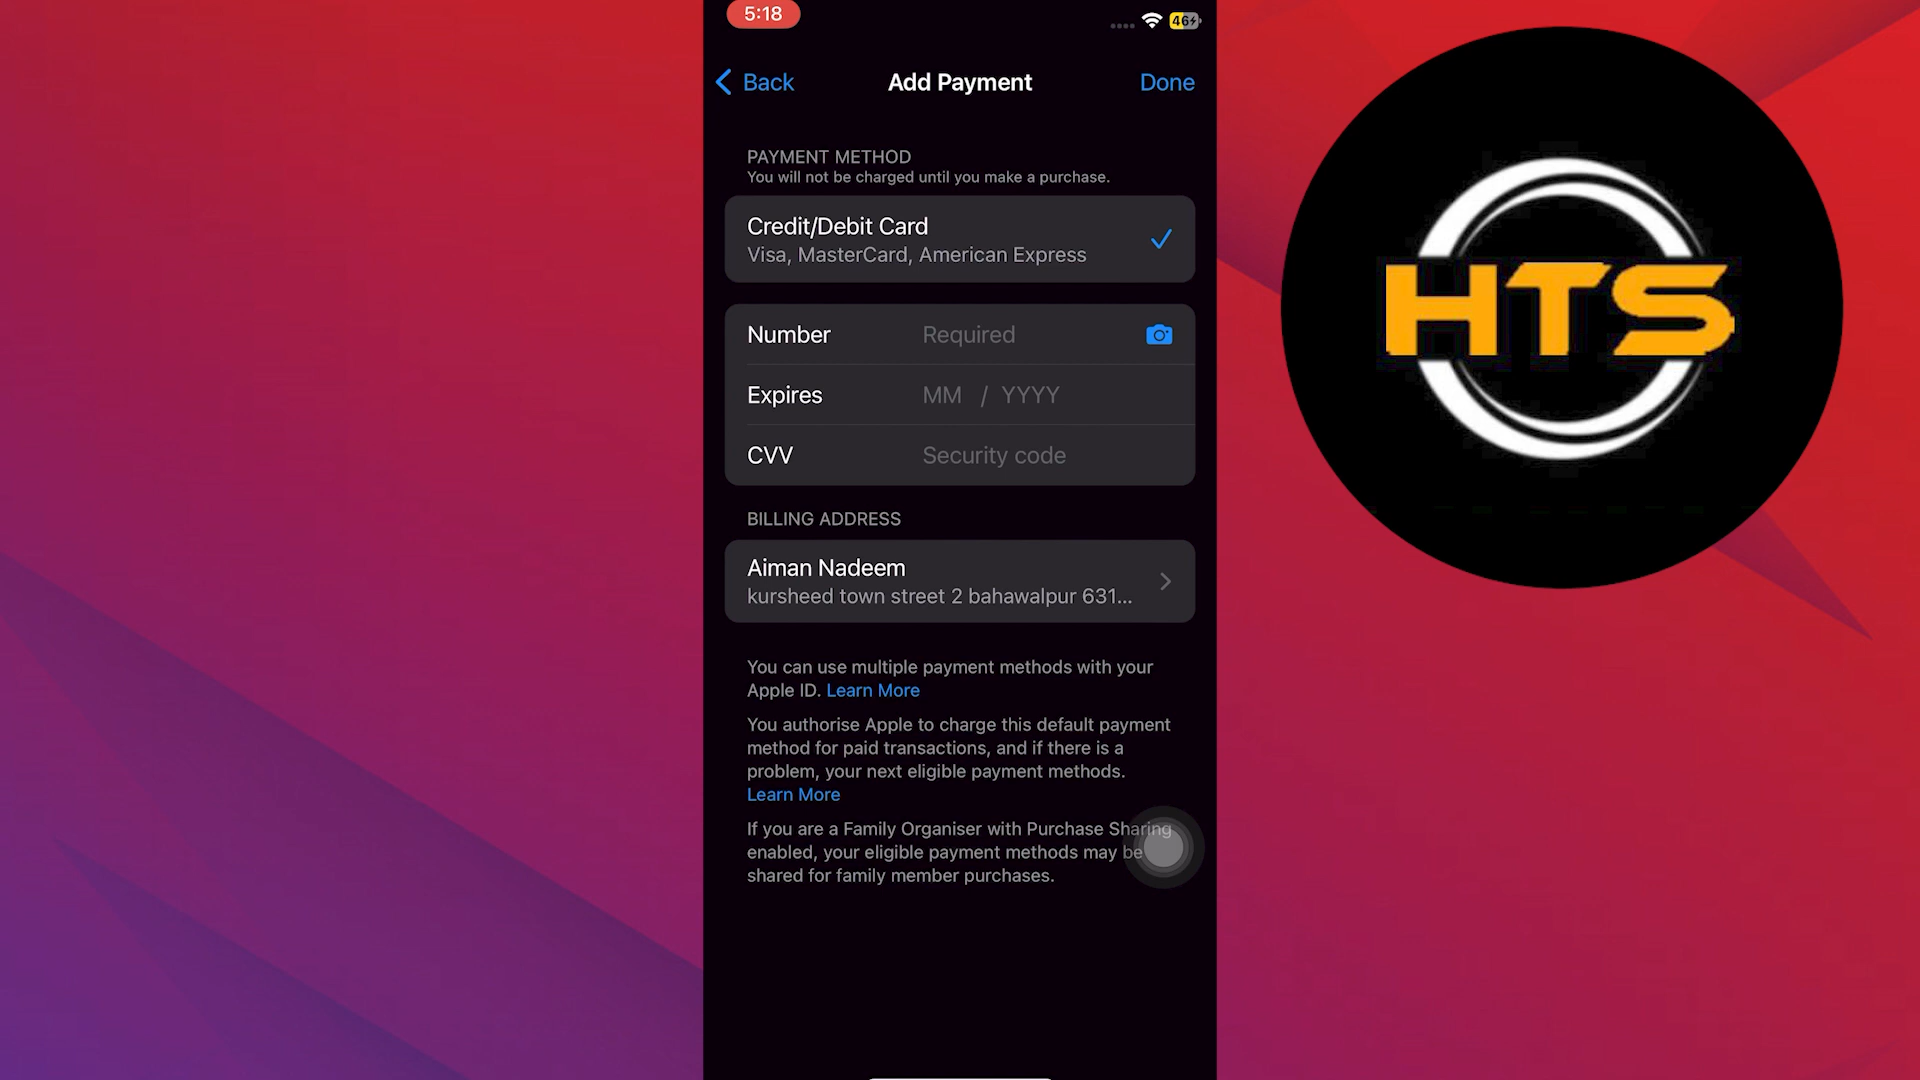 5:18
46
Back
Add Payment
Done
PAYMENT METHOD
You will not be charged until you make a purchase.
Credit/Debit Card
Visa, MasterCard, American Express
Number Required
Expires MM / YYYY
CVV Security code
BILLING ADDRESS
Aiman Nadeem
kursheed town street 2 bahawalpur 631...
You can use multiple payment methods with your
Apple ID. Learn More
You authorise Apple to charge this default payment
method for paid transactions, and if there is a
problem, your next eligible payment methods.
Learn More
If you are a Family Organiser with Purchase Sharing
enabled, your eligible payment methods may be
shared for family member purchases.
HTS